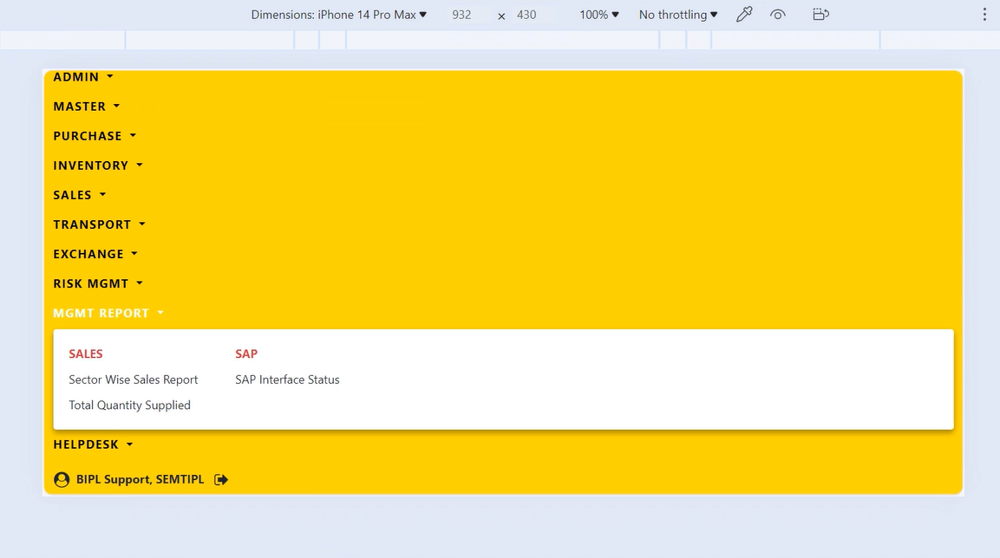 Dimensions: iPhone 14 Pro Max 932 × 430 100% No throttling
ADMIN
MASTER
PURCHASE
INVENTORY
SALES
TRANSPORT
EXCHANGE
RISK MGMT
MGMT REPORT
SALES SAP
Sector Wise Sales Report SAP Interface Status
Total Quantity Supplied
HELPDESK
BIPL Support, SEMTIPL